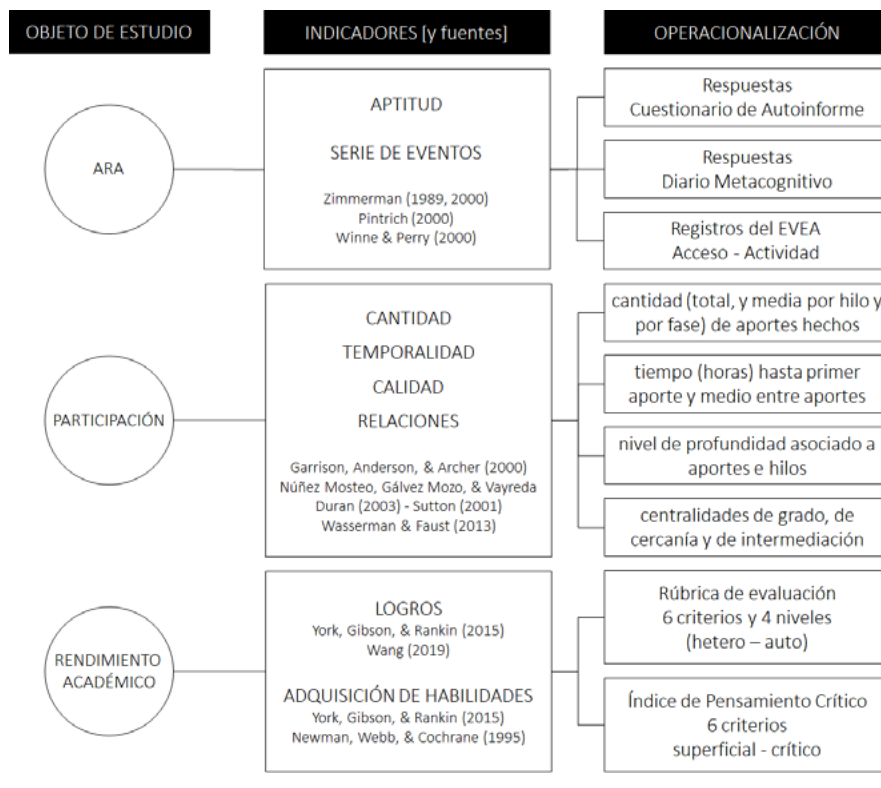 OBJETO DE ESTUDIO
INDICADORES [y fuentes]
OPERACIONALIZACIÓN
ARA
APTITUD
SERIE DE EVENTOS
Zimmerman (1989, 2000)
Pintrich (2000)
Winne & Perry (2000)
Respuestas
Cuestionario de Autoinforme
Respuestas
Diario Metacognitivo
Registros del EVEA
Acceso - Actividad
PARTICIPACIÓN
CANTIDAD
TEMPORALIDAD
CALIDAD
RELACIONES
Garrison, Anderson, & Archer (2000)
Núñez Mosteo, Gálvez Mozo, & Vayreda
Duran (2003) - Sutton (2001)
Wasserman & Faust (2013)
cantidad (total, y media por hilo y
por fase) de aportes hechos
tiempo (horas) hasta primer
aporte y medio entre aportes
nivel de profundidad asociado a
aportes e hilos
centralidades de grado, de
cercanía y de intermediación
RENDIMIENTO
ACADÉMICO
LOGROS
York, Gibson, & Rankin (2015)
Wang (2019)
ADQUISICIÓN DE HABILIDADES
York, Gibson, & Rankin (2015)
Newman, Webb, & Cochrane (1995)
Rúbrica de evaluación
6 criterios y 4 niveles
(hetero – auto)
Índice de Pensamiento Crítico
6 criterios
superficial - crítico